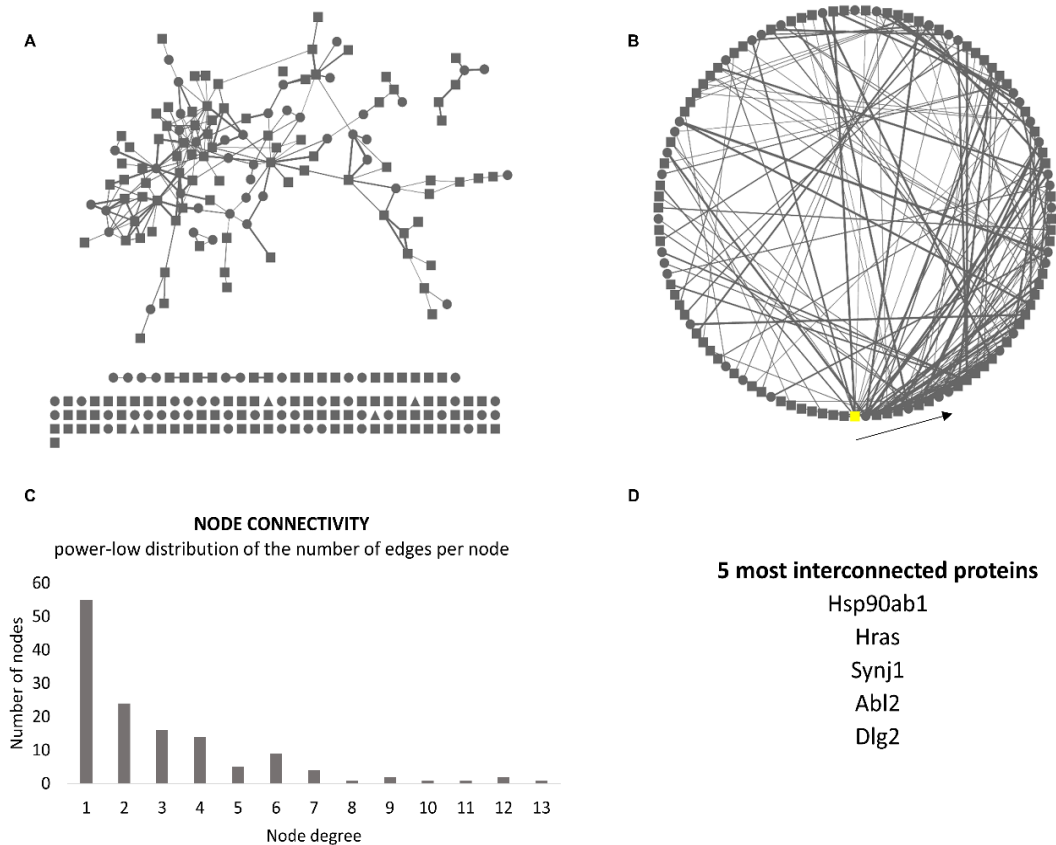 A
B
C
NODE CONNECTIVITY
power-low distribution of the number of edges per node
Number of nodes
60
50
40
30
20
10
0
1 2 3 4 5 6 7 8 9 10 11 12 13
Node degree
D
5 most interconnected proteins
Hsp90ab1
Hras
Synj1
Abl2
Dlg2